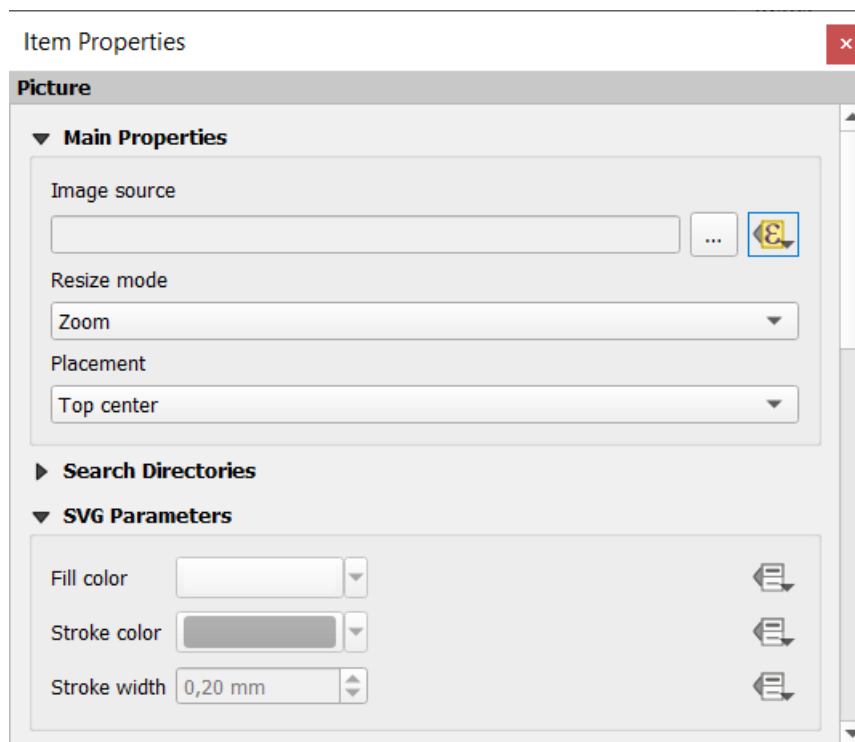 Item Properties
Picture
Main Properties
Image source
...
ε
Resize mode
Zoom
Placement
Top center
Search Directories
SVG Parameters
Fill color
Stroke color
Stroke width 0,20 mm